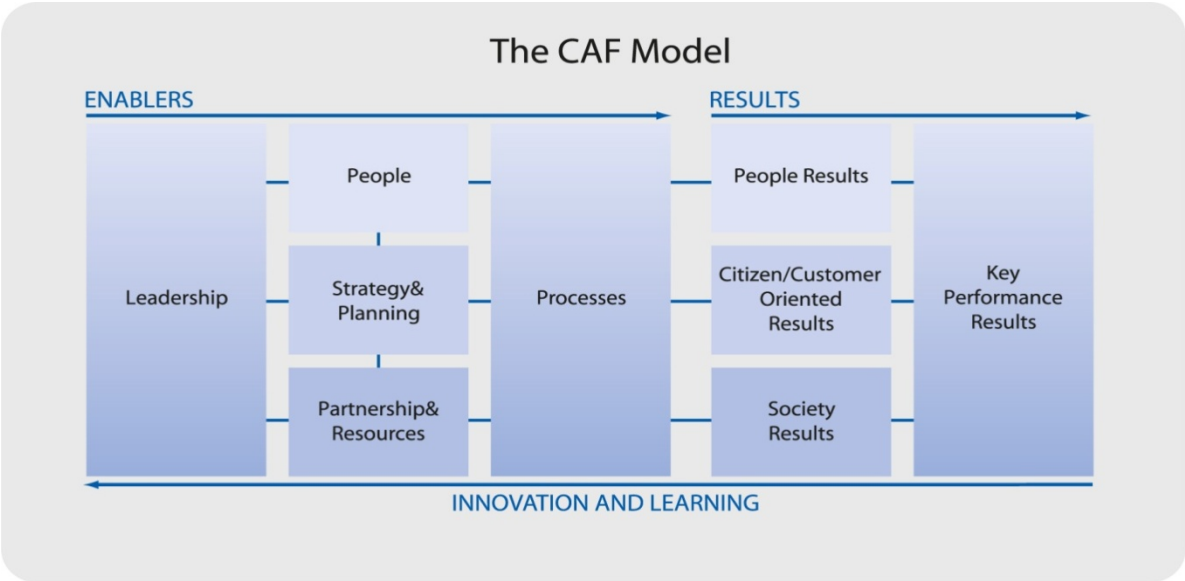 The CAF Model
ENABLERS
RESULTS
Leadership
People
Strategy&
Planning
Partnership&
Resources
Processes
People Results
Citizen/Customer
Oriented
Results
Society
Results
Key
Performance
Results
INNOVATION AND LEARNING